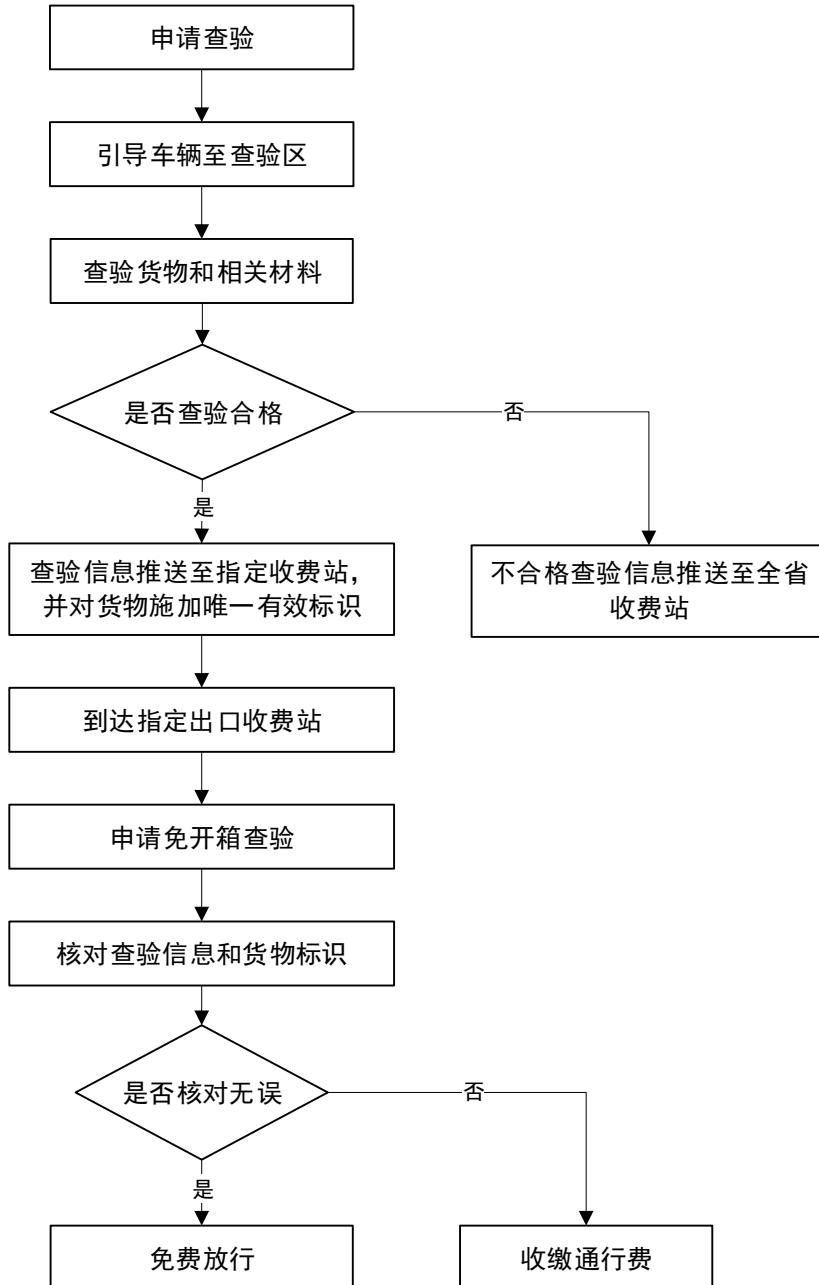 申请查验
引导车辆至查验区
查验货物和相关材料
是否查验合格
否
是
查验信息推送至指定收费站，
并对货物施加唯一有效标识
不合格查验信息推送至全省
收费站
到达指定出口收费站
申请免开箱查验
核对查验信息和货物标识
是否核对无误
否
是
免费放行
收缴通行费